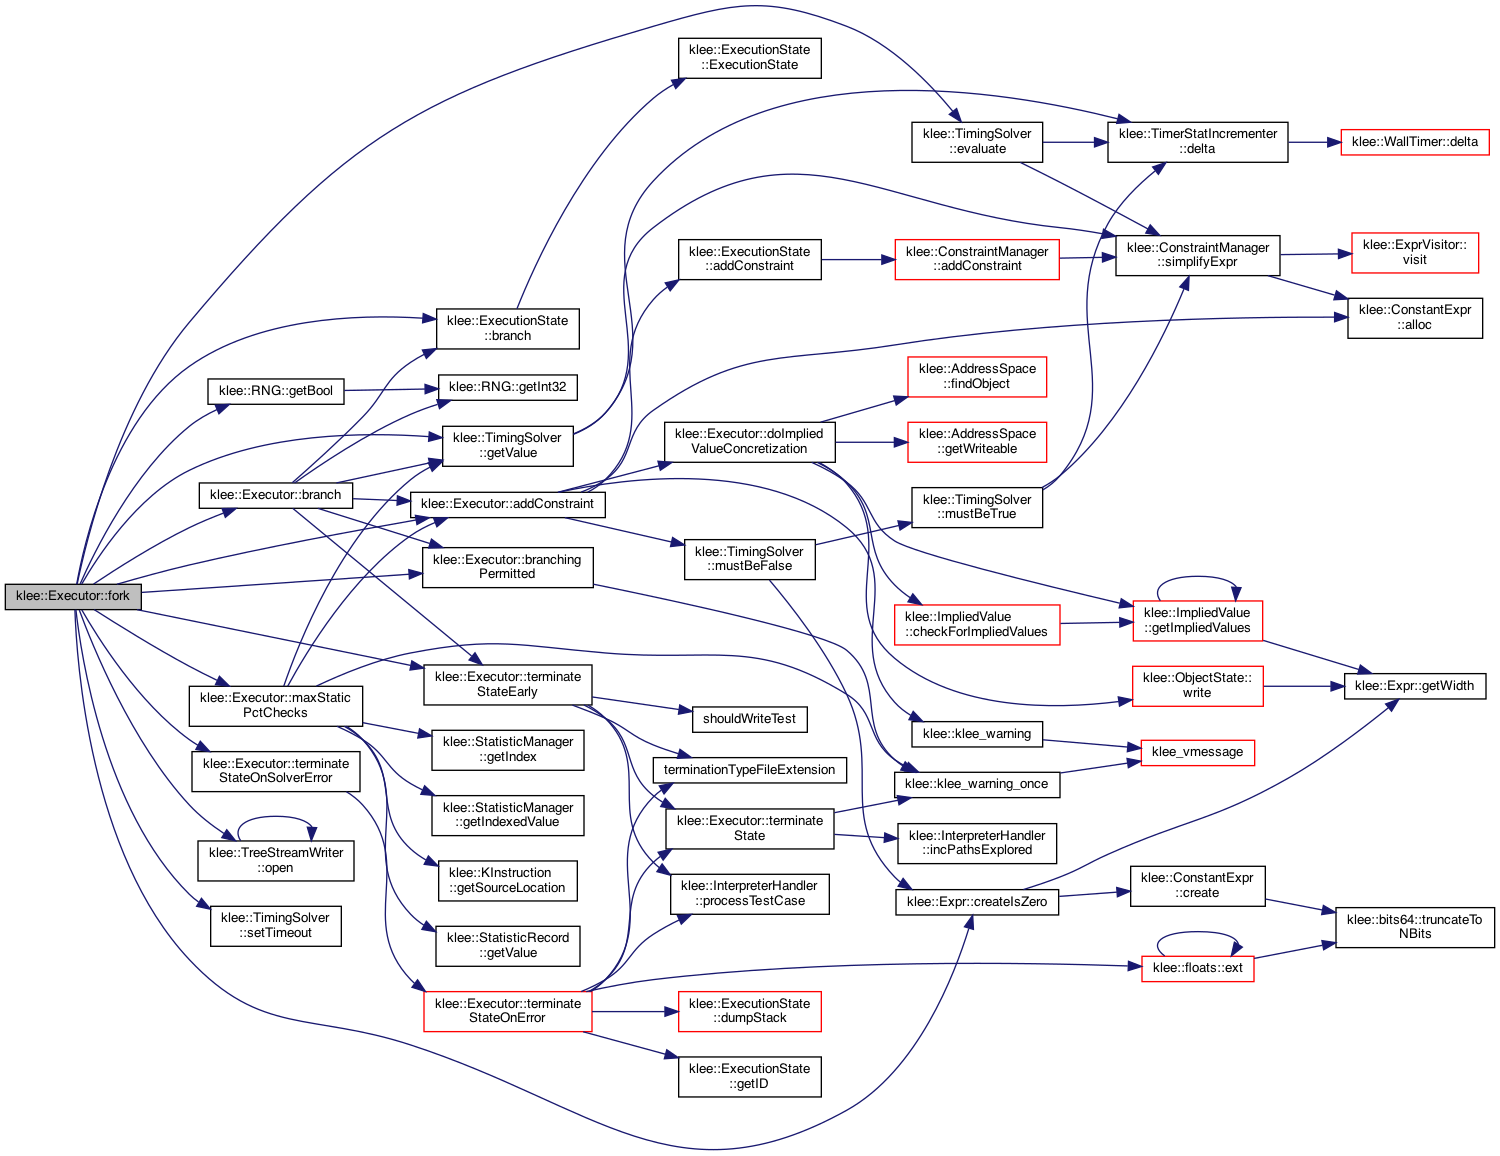 klee::Executor::fork
klee::RNG::getBool
klee::Executor::branch
klee::Executor::maxStatic
PctChecks
klee::Executor::terminate
StateOnSolverError
klee::TreeStreamWriter
::open
klee::TimingSolver
::setTimeout
klee::ExecutionState
::branch
klee::RNG::getInt32
klee::TimingSolver
::getValue
klee::Executor::addConstraint
klee::Executor::branching
Permitted
klee::Executor::terminate
StateEarly
klee::StatisticManager
::getIndex
klee::StatisticManager
::getIndexedValue
klee::KInstruction
::getSourceLocation
klee::StatisticRecord
::getValue
klee::Executor::terminate
StateOnError
klee::ExecutionState
::ExecutionState
klee::ExecutionState
::addConstraint
klee::Executor::doImplied
ValueConcretization
klee::TimingSolver
::mustBeFalse
shouldWriteTest
terminationTypeFileExtension
klee::Executor::terminate
State
klee::InterpreterHandler
::processTestCase
klee::ExecutionState
::dumpStack
klee::ExecutionState
::getID
klee::TimingSolver
::evaluate
klee::ConstraintManager
::addConstraint
klee::AddressSpace
::findObject
klee::AddressSpace
::getWriteable
klee::TimingSolver
::mustBeTrue
klee::ImpliedValue
::checkForImpliedValues
klee::klee_warning
klee::klee_warning_once
klee::InterpreterHandler
::incPathsExplored
klee::Expr::createIsZero
klee::TimerStatIncrementer
::delta
klee::ConstraintManager
::simplifyExpr
klee::ImpliedValue
::getImpliedValues
klee::ObjectState::
write
klee_vmessage
klee::ConstantExpr
::create
klee::floats::ext
klee::WallTimer::delta
klee::ExprVisitor::
visit
klee::ConstantExpr
::alloc
klee::Expr::getWidth
klee::bits64::truncateTo
NBits